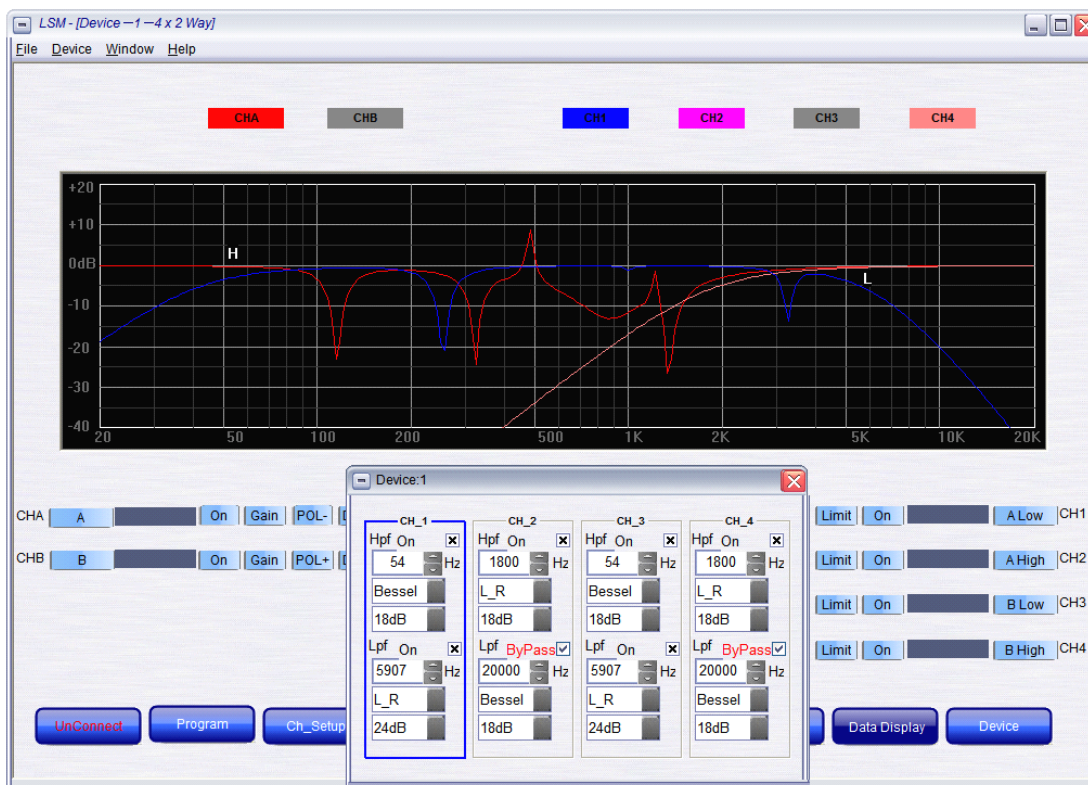 LSM - [Device—1—4 x 2 Way]
File Device Window Help
CHA CHB CH1 CH2 CH3 CH4
+20
+10
0dB
-10
-20
-30
-40
H
L
20 50 100 200 500 1K 2K 5K 10K 20K
Device:1
CHA A On Gain POL-
Limit On A Low CH1
CHB B On Gain POL+
Limit On A High CH2
Limit On B Low CH3
Limit On B High CH4
CH_1 CH_2 CH_3 CH_4
Hpf On Hpf On Hpf On Hpf On
54 Hz 1800 Hz 54 Hz 1800 Hz
Bessel L_R Bessel L_R
18dB 18dB 18dB 18dB
Lpf On Lpf ByPass Lpf On Lpf ByPass
5907 Hz 20000 Hz 5907 Hz 20000 Hz
L_R Bessel L_R Bessel
24dB 18dB 24dB 18dB
UnConnect Program Ch_Setup Data Display Device